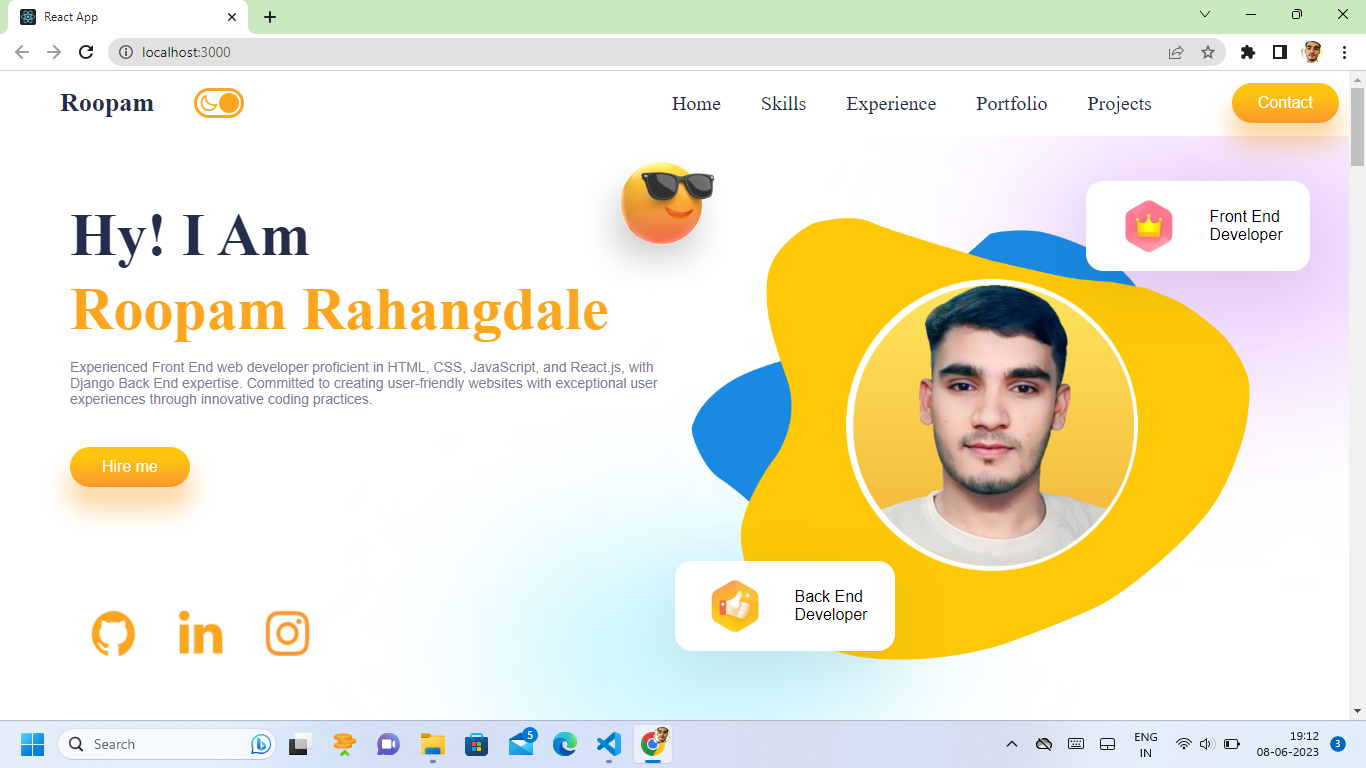 React App
localhost:3000
Roopam
Home Skills Experience Portfolio Projects Contact
Hy! I Am
Roopam Rahangdale
Experienced Front End web developer proficient in HTML, CSS, JavaScript, and React.js, with
Django Back End expertise. Committed to creating user-friendly websites with exceptional user
experiences through innovative coding practices.
Hire me
Front End
Developer
Back End
Developer
in
Search
5
ENG
IN
19:12
08-06-2023
3